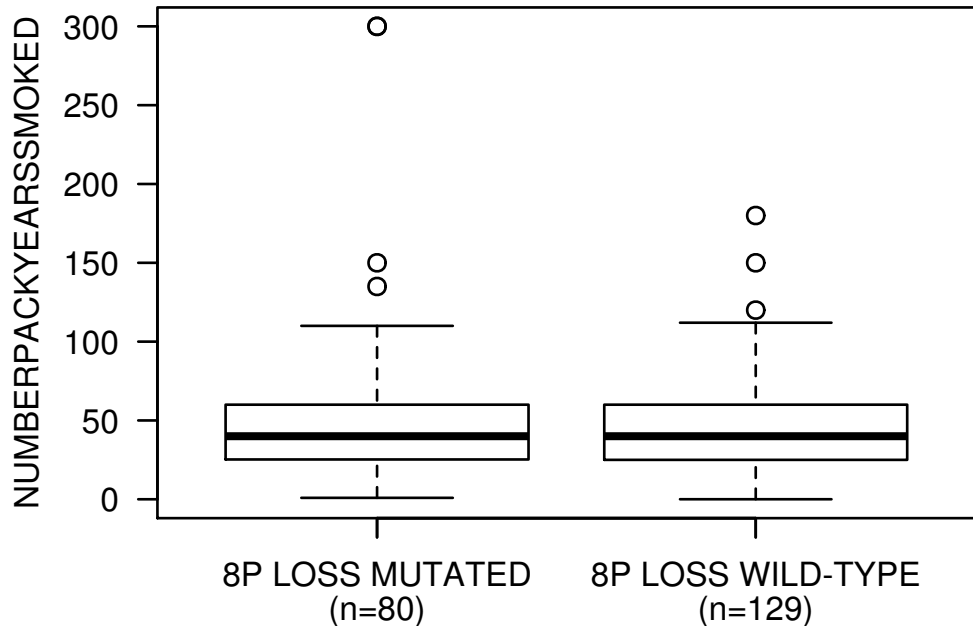 NUMBERPACKYEARSSMOKED
300
250
200
150
100
50
0
8P LOSS MUTATED
(n=80)
8P LOSS WILD-TYPE
(n=129)